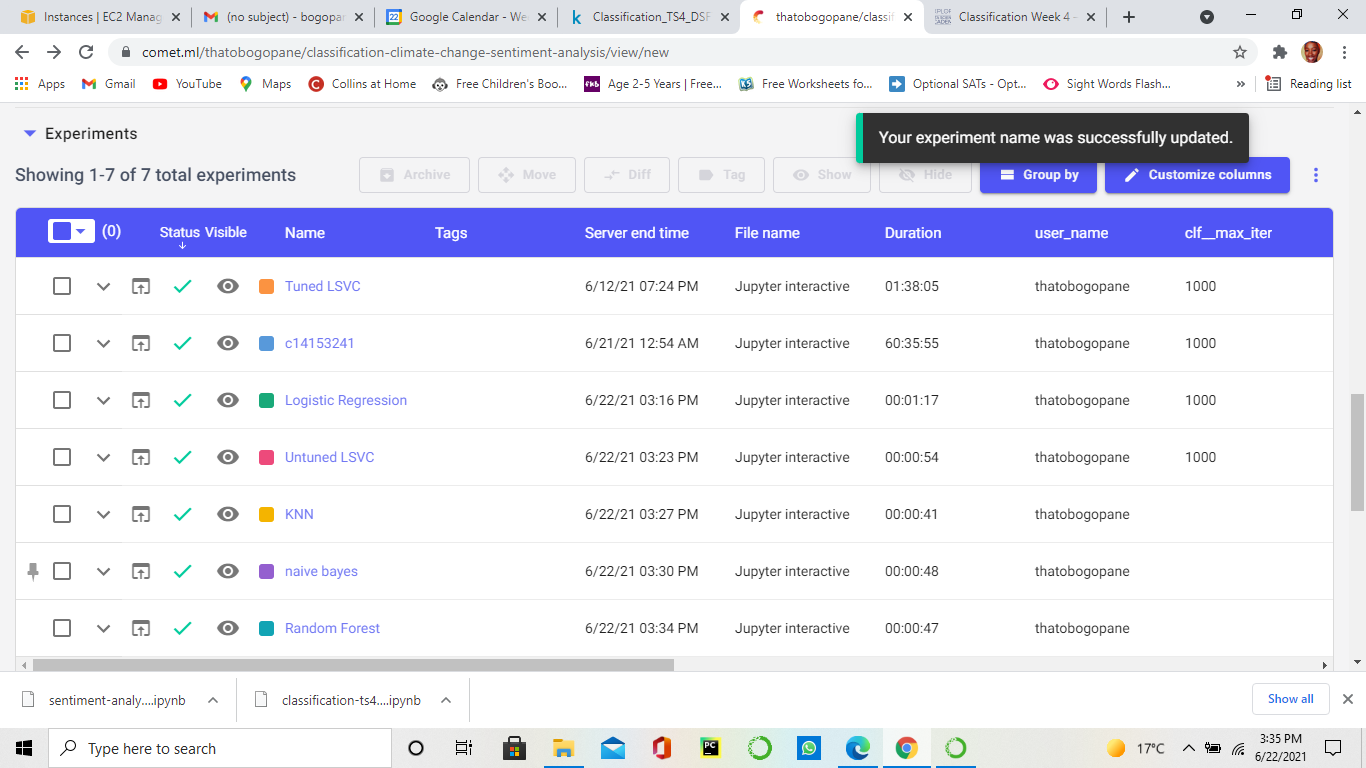 Instances | EC2 Manag
(no subject) - bogopan
Google Calendar - We
Classification_TS4_DSF
thatobogopane/classif
Classification Week 4 -
comet.ml/thatobogopane/classification-climate-change-sentiment-analysis/view/new
Apps
Gmail
YouTube
Maps
Collins at Home
Free Children's Boo...
Age 2-5 Years | Free...
Free Worksheets fo...
Optional SATs - Opt...
Sight Words Flash...
»
Reading list
Experiments
Your experiment name was successfully updated.
Showing 1-7 of 7 total experiments
Archive
Move
Diff
Tag
Show
Hide
Group by
Customize columns
(0) Status Visible Name Tags Server end time File name Duration user_name clf__max_iter
Tuned LSVC 6/12/21 07:24 PM Jupyter interactive 01:38:05 thatobogopane 1000
c14153241 6/21/21 12:54 AM Jupyter interactive 60:35:55 thatobogopane 1000
Logistic Regression 6/22/21 03:16 PM Jupyter interactive 00:01:17 thatobogopane 1000
Untuned LSVC 6/22/21 03:23 PM Jupyter interactive 00:00:54 thatobogopane 1000
KNN 6/22/21 03:27 PM Jupyter interactive 00:00:41 thatobogopane
naive bayes 6/22/21 03:30 PM Jupyter interactive 00:00:48 thatobogopane
Random Forest 6/22/21 03:34 PM Jupyter interactive 00:00:47 thatobogopane
sentiment-analy....ipynb
classification-ts4....ipynb
Show all
Type here to search
17°C
3:35 PM
6/22/2021